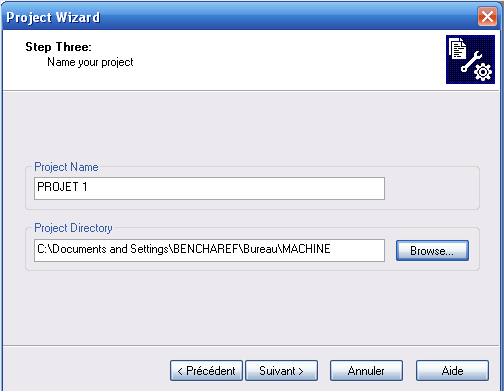 Project Wizard
Step Three:
Name your project
Project Name
PROJET 1
Project Directory
C:\Documents and Settings\BENCHAREF\Bureau\MACHINE
Browse...
< Précédent
Suivant >
Annuler
Aide